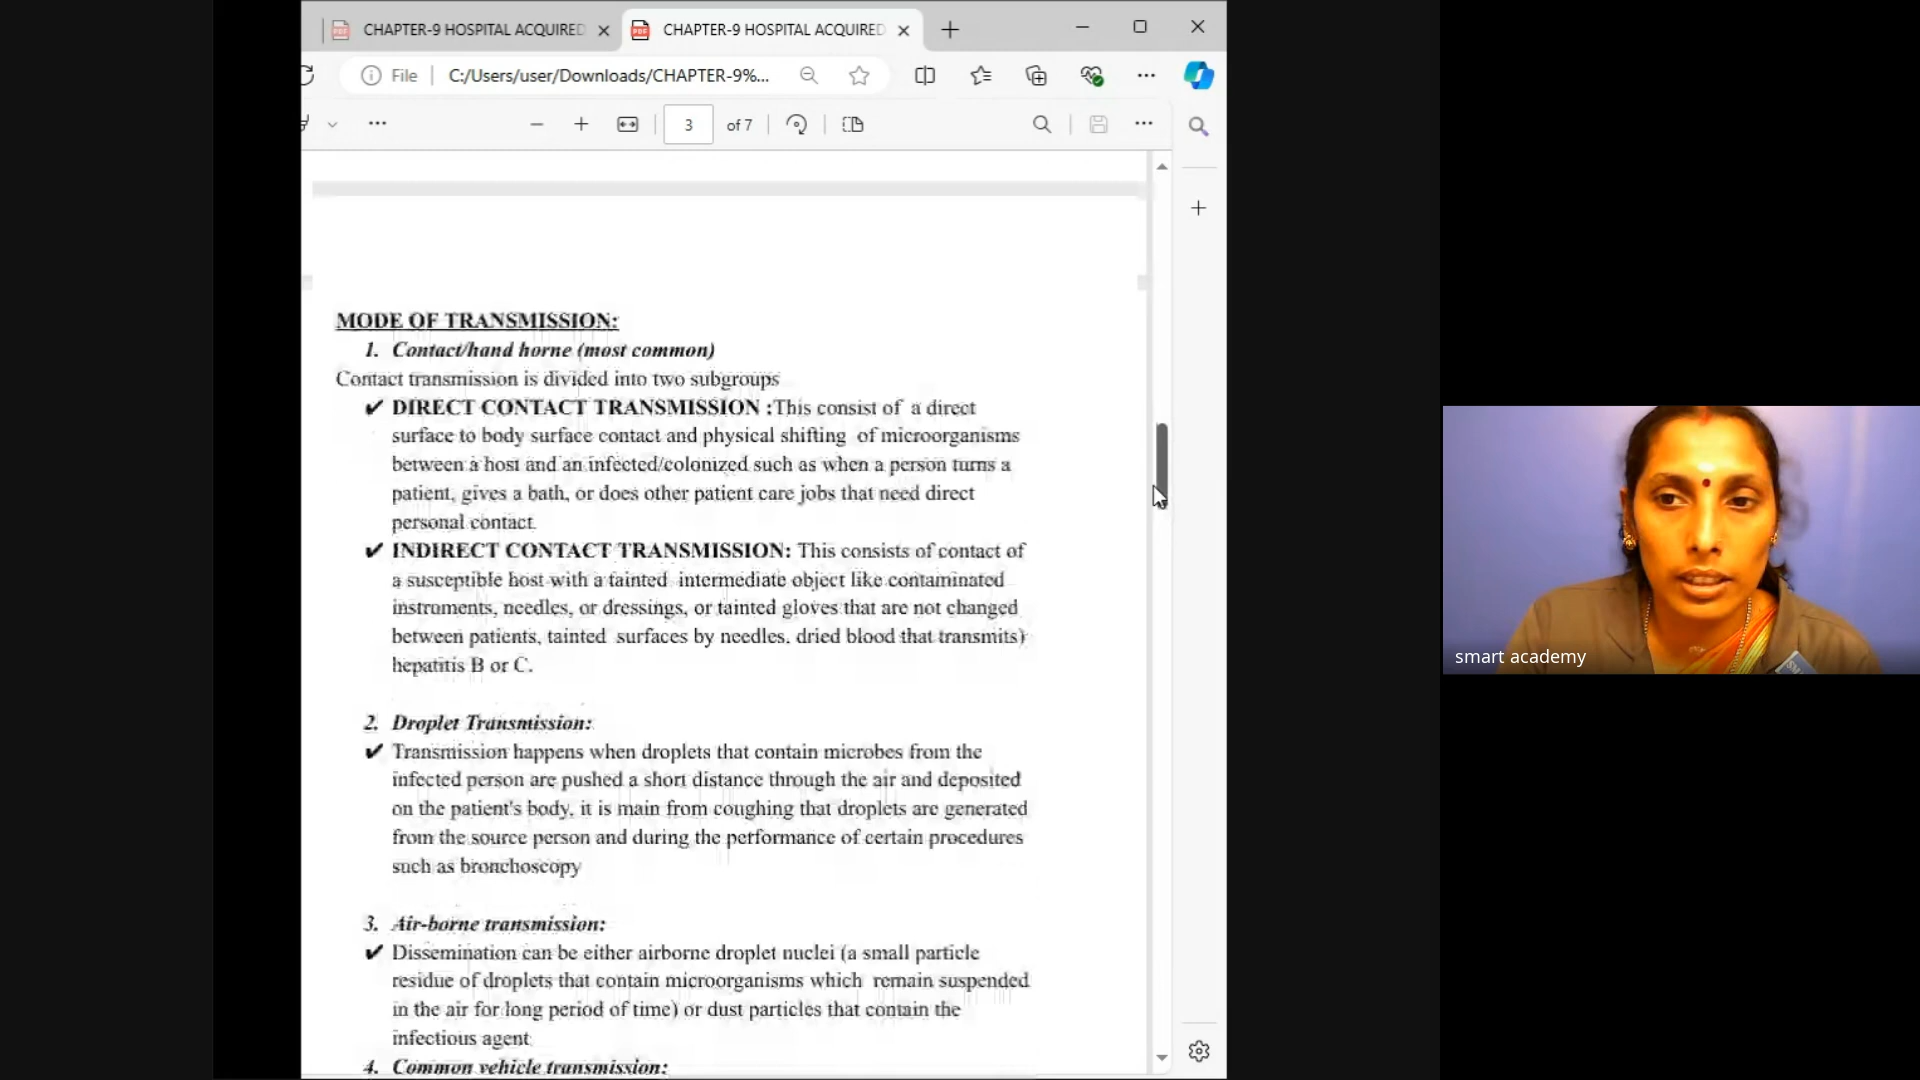 CHAPTER-9 HOSPITAL ACQUIRED
CHAPTER-9 HOSPITAL ACQUIRED
File
C:/Users/user/Downloads/CHAPTER-9%...
3
of 7
MODE OF TRANSMISSION:
1. Contact/hand horne (most common)
Contact transmission is divided into two subgroups
✔ DIRECT CONTACT TRANSMISSION :This consist of a direct
surface to body surface contact and physical shifting of microorganisms
between a host and an infected/colonized such as when a person turns a
patient, gives a bath, or does other patient care jobs that need direct
personal contact.
✔ INDIRECT CONTACT TRANSMISSION: This consists of contact of
a susceptible host with a tainted intermediate object like contaminated
instruments, needles, or dressings, or tainted gloves that are not changed
between patients, tainted surfaces by needles, dried blood that transmits)
hepatitis B or C.
2. Droplet Transmission:
✔ Transmission happens when droplets that contain microbes from the
infected person are pushed a short distance through the air and deposited
on the patient's body, it is main from coughing that droplets are generated
from the source person and during the performance of certain procedures
such as bronchoscopy
3. Air-borne transmission:
✔ Dissemination can be either airborne droplet nuclei (a small particle
residue of droplets that contain microorganisms which remain suspended
in the air for long period of time) or dust particles that contain the
infectious agent
4. Common vehicle transmission:
smart academy